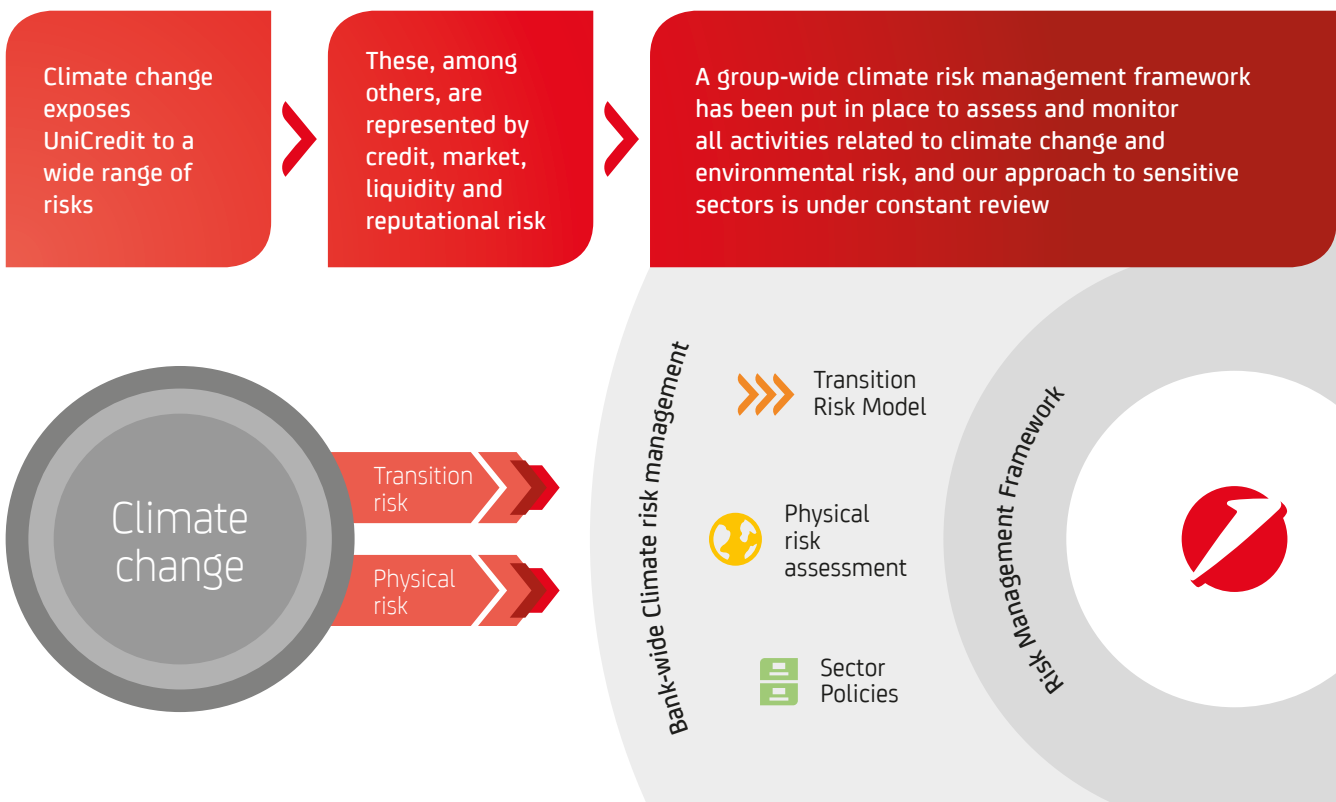 Climate change
exposes
UniCredit to a
wide range of
risks
These, among
others, are
represented by
credit, market,
liquidity and
reputational risk
A group-wide climate risk management framework
has been put in place to assess and monitor
all activities related to climate change and
environmental risk, and our approach to sensitive
sectors is under constant review
Climate
change
Transition
risk
Physical
risk
Bank-wide Climate risk management
Transition
Risk Model
Physical
risk
assessment
Sector
Policies
Risk Management Framework